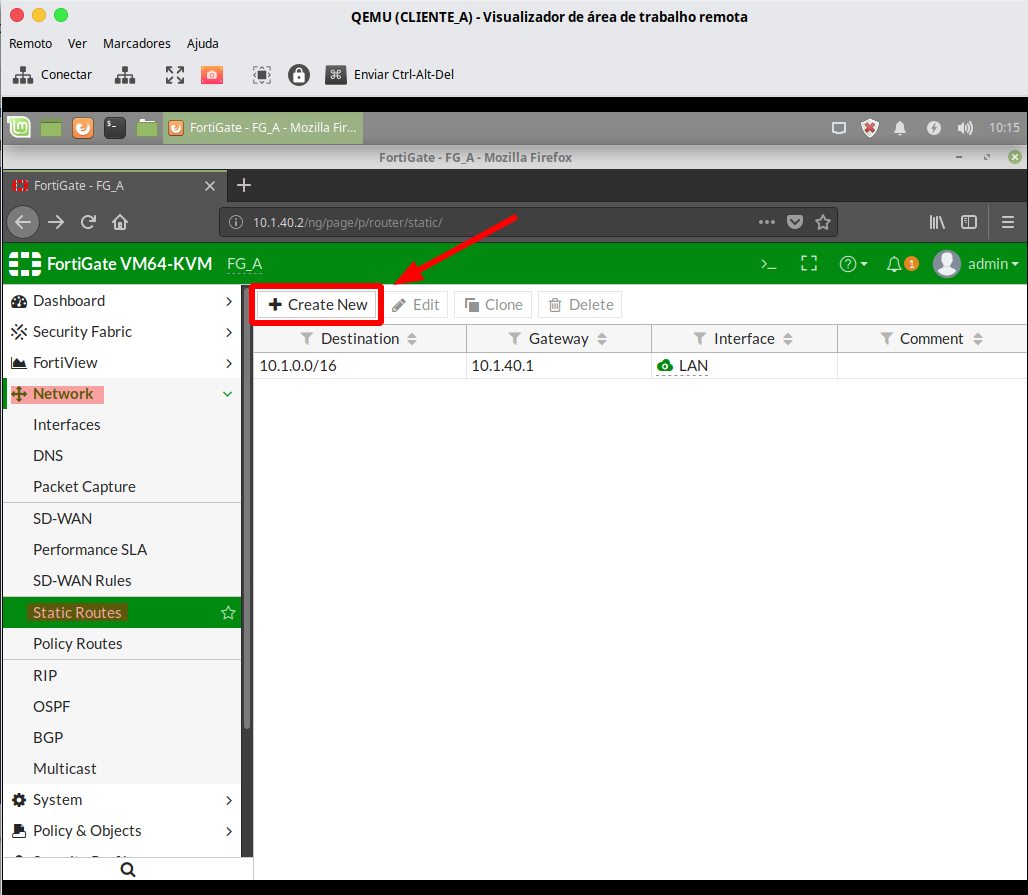 QEMU (CLIENTE_A) - Visualizador de área de trabalho remota
Remoto Ver Marcadores Ajuda
Conectar Enviar Ctrl-Alt-Del
FortiGate - FG_A - Mozilla Fir... 10:15
FortiGate - FG_A - Mozilla Firefox
FortiGate - FG_A
10.1.40.2/ng/page/p/router/static/
FortiGate VM64-KVM FG_A >_ 1 admin
Dashboard
Security Fabric
FortiView
Network
Interfaces
DNS
Packet Capture
SD-WAN
Performance SLA
SD-WAN Rules
Static Routes
Policy Routes
RIP
OSPF
BGP
Multicast
System
Policy & Objects
+ Create New Edit Clone Delete
Destination Gateway Interface Comment
10.1.0.0/16 10.1.40.1 LAN